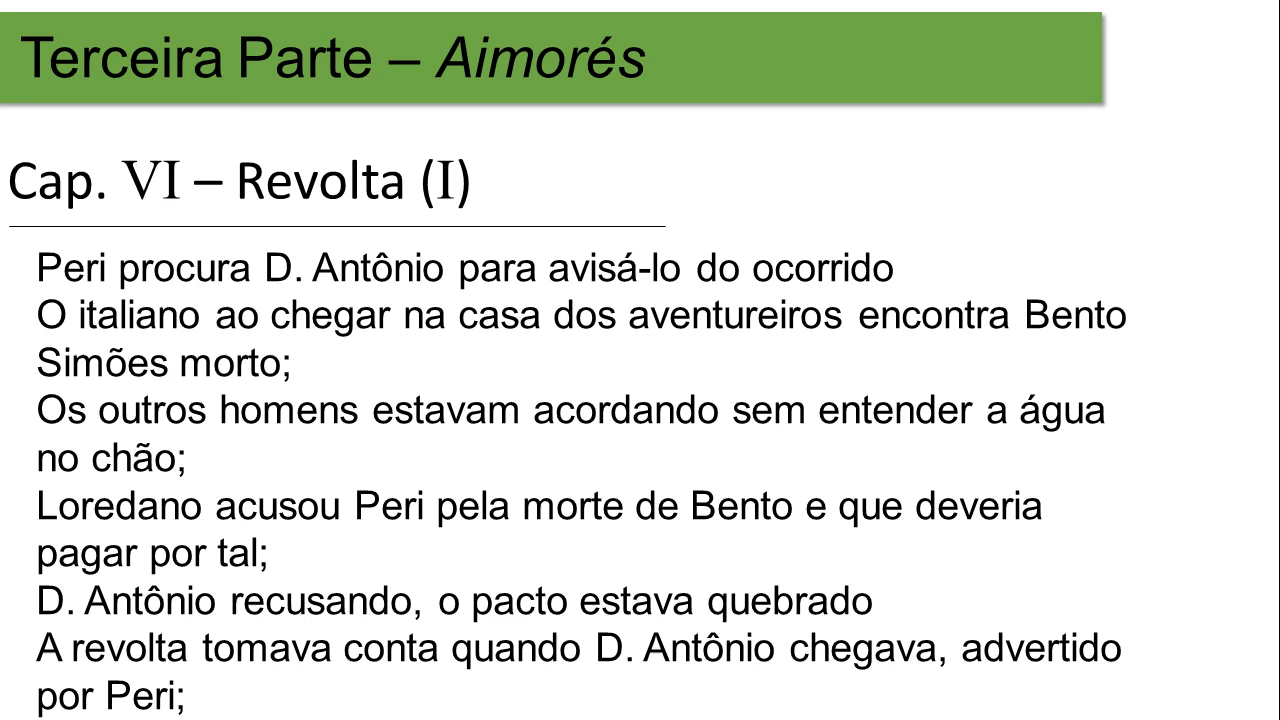 Terceira Parte – Aimorés
Cap. VI – Revolta (I)
Peri procura D. Antônio para avisá-lo do ocorrido
O italiano ao chegar na casa dos aventureiros encontra Bento
Simões morto;
Os outros homens estavam acordando sem entender a água
no chão;
Loredano acusou Peri pela morte de Bento e que deveria
pagar por tal;
D. Antônio recusando, o pacto estava quebrado
A revolta tomava conta quando D. Antônio chegava, advertido
por Peri;